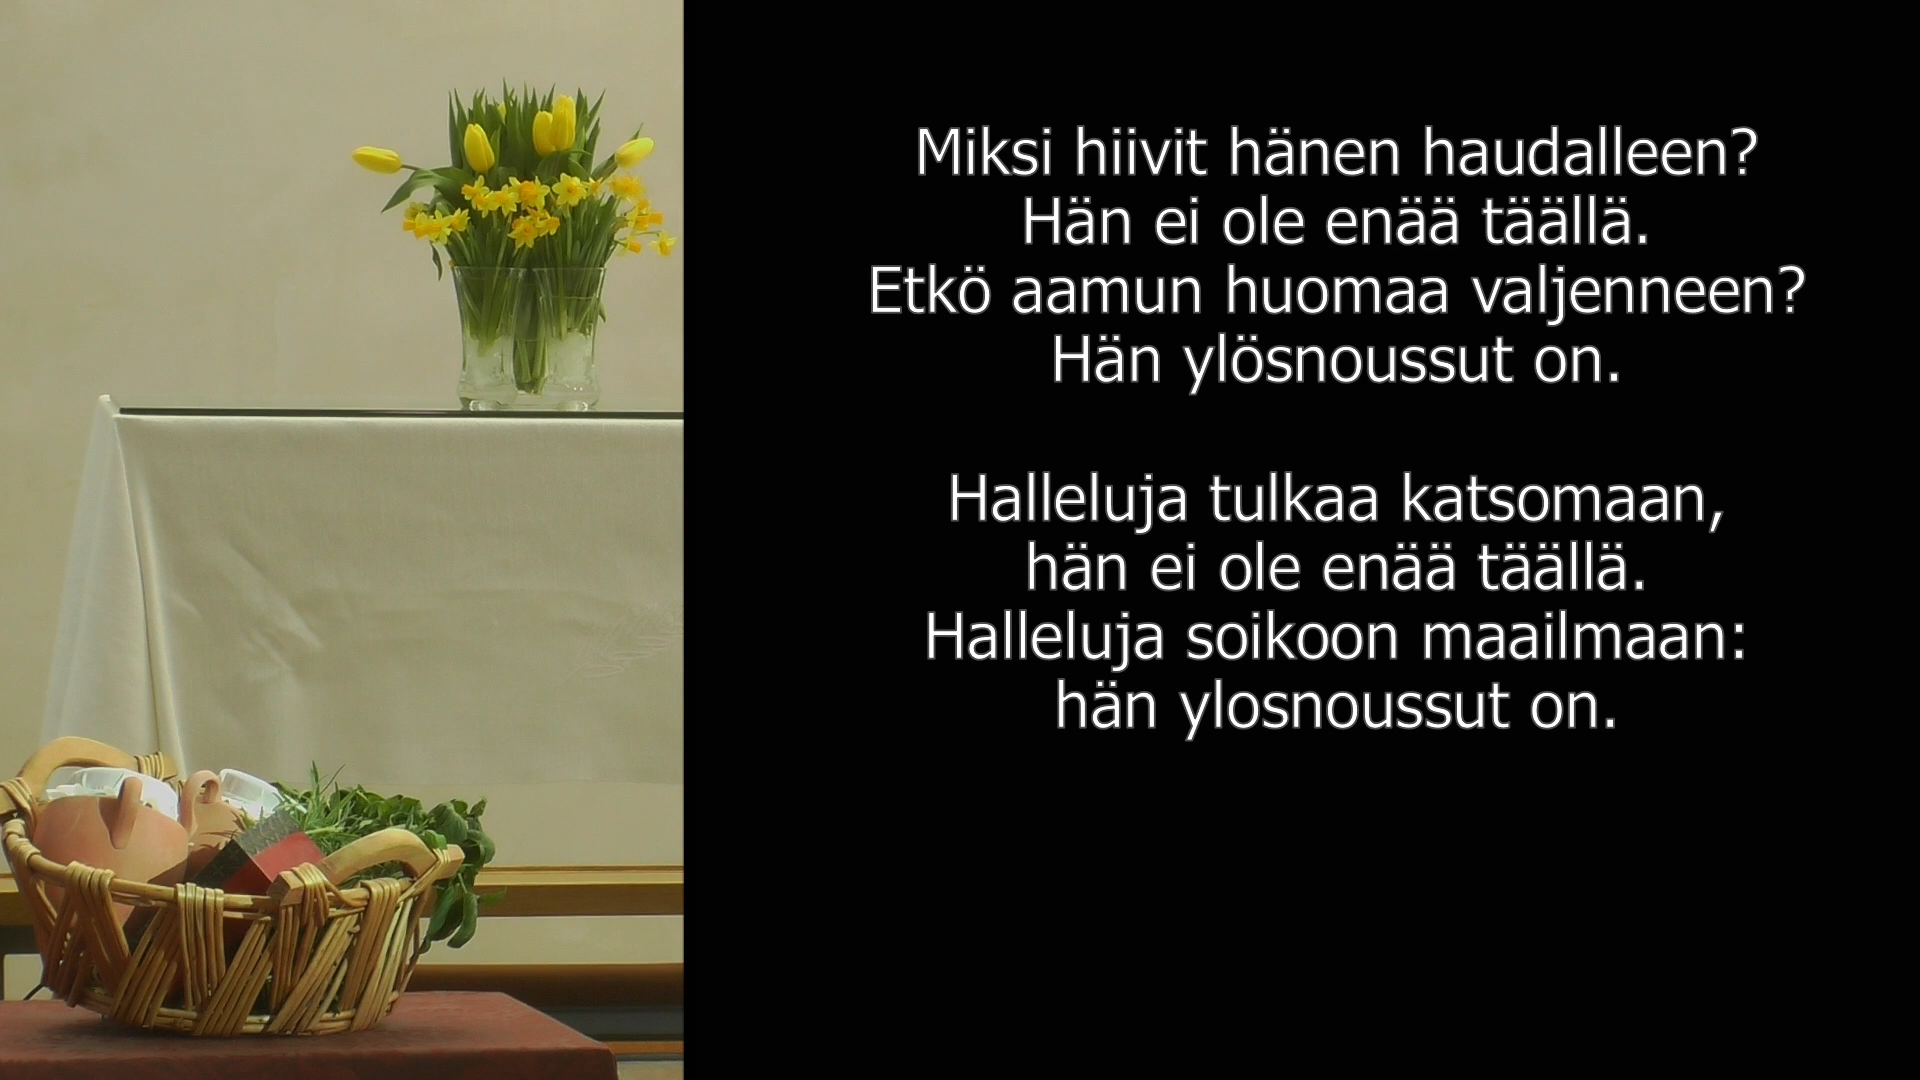 Miksi hiivit hänen haudalleen?
Hän ei ole enää täällä.
Etkö aamun huomaa valjenneen?
Hän ylösnoussut on.
Halleluja tulkaa katsomaan,
hän ei ole enää täällä.
Halleluja soikoon maailmaan:
hän ylosnoussut on.